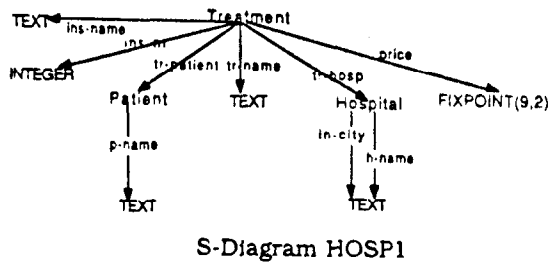 Treatment
TEXT
ins-name
ins-nr
price
INTEGER
tr-patient tr-name
tr-hosp
Patient
TEXT
Hospital
FIXPOINT(9,2)
p-name
in-city
h-name
TEXT
TEXT
S-Diagram HOSP1